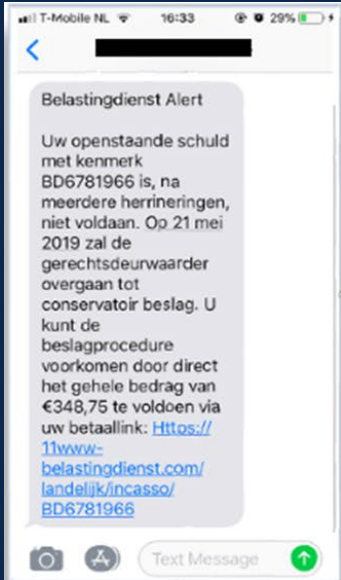 T-Mobile NL 16:33 29%
Belastingdienst Alert
Uw openstaande schuld
met kenmerk
BD6781966 is, na
meerdere herrineringen,
niet voldaan. Op 21 mei
2019 zal de
gerechtsdeurwaarder
overgaan tot
conservatoir beslag. U
kunt de
beslagprocedure
voorkomen door direct
het gehele bedrag van
€348,75 te voldoen via
uw betaallink: Https://
11www-
belastingdienst.com/
landelijk/incasso/
BD6781966
Text Message